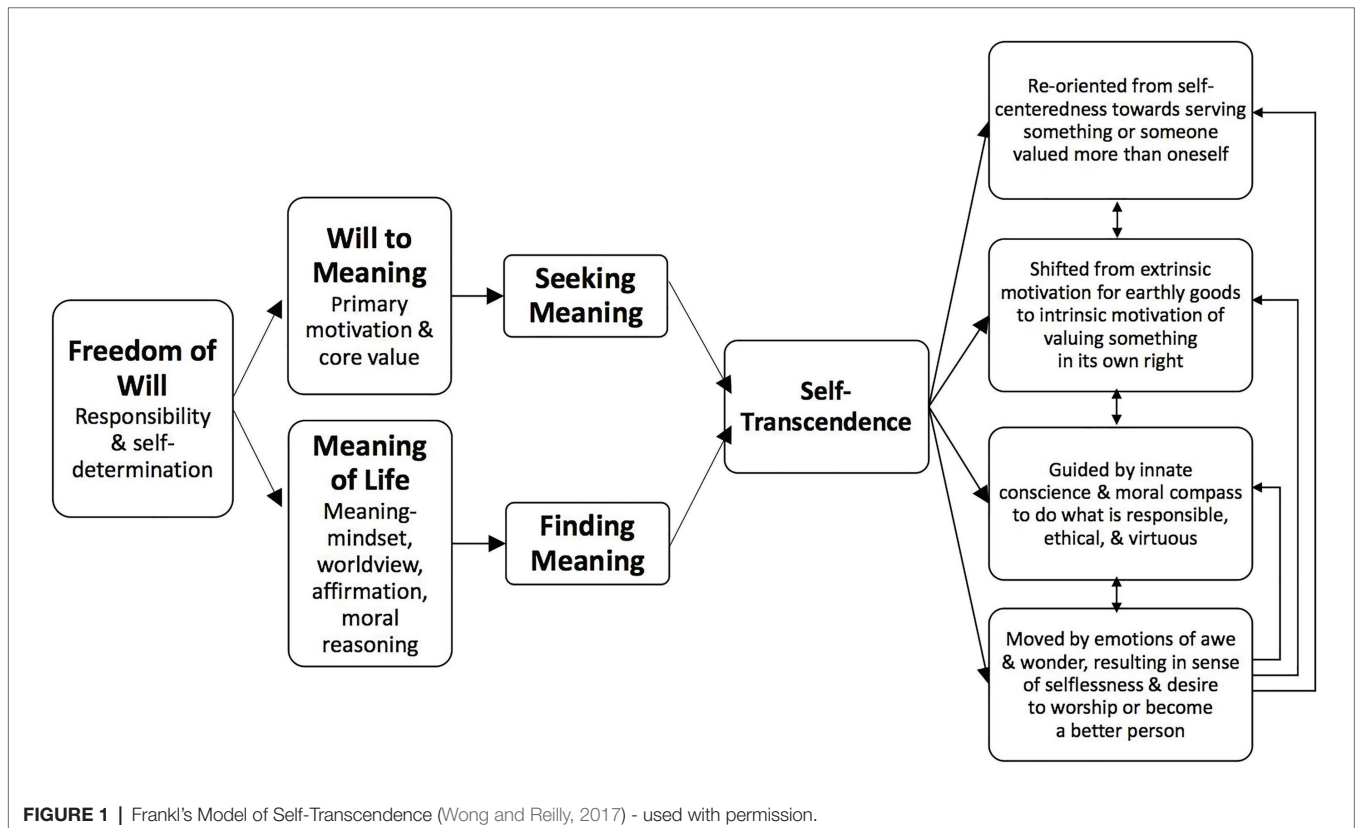 Freedom of
Will
Responsibility
& self-
determination
Will to
Meaning
Primary
motivation &
core value
Meaning
of Life
Meaning-
mindset,
worldview,
affirmation,
moral
reasoning
Seeking
Meaning
Finding
Meaning
Self-
Transcendence
Re-oriented from self-
centeredness towards serving
something or someone
valued more than oneself
Shifted from extrinsic
motivation for earthly goods
to intrinsic motivation of
valuing something
in its own right
Guided by innate
conscience & moral compass
to do what is responsible,
ethical, & virtuous
Moved by emotions of awe
& wonder, resulting in sense
of selflessness & desire
to worship or become
a better person
FIGURE 1 | Frankl's Model of Self-Transcendence (Wong and Reilly, 2017) - used with permission.